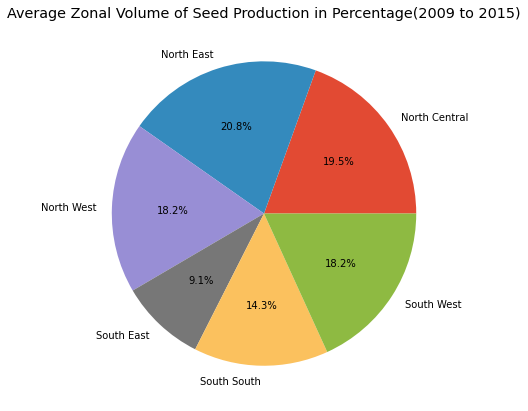 Average Zonal Volume of Seed Production in Percentage(2009 to 2015)
North East
North Central
20.8%
19.5%
North West
18.2%
18.2%
9.1%
14.3%
South West
South East
South South